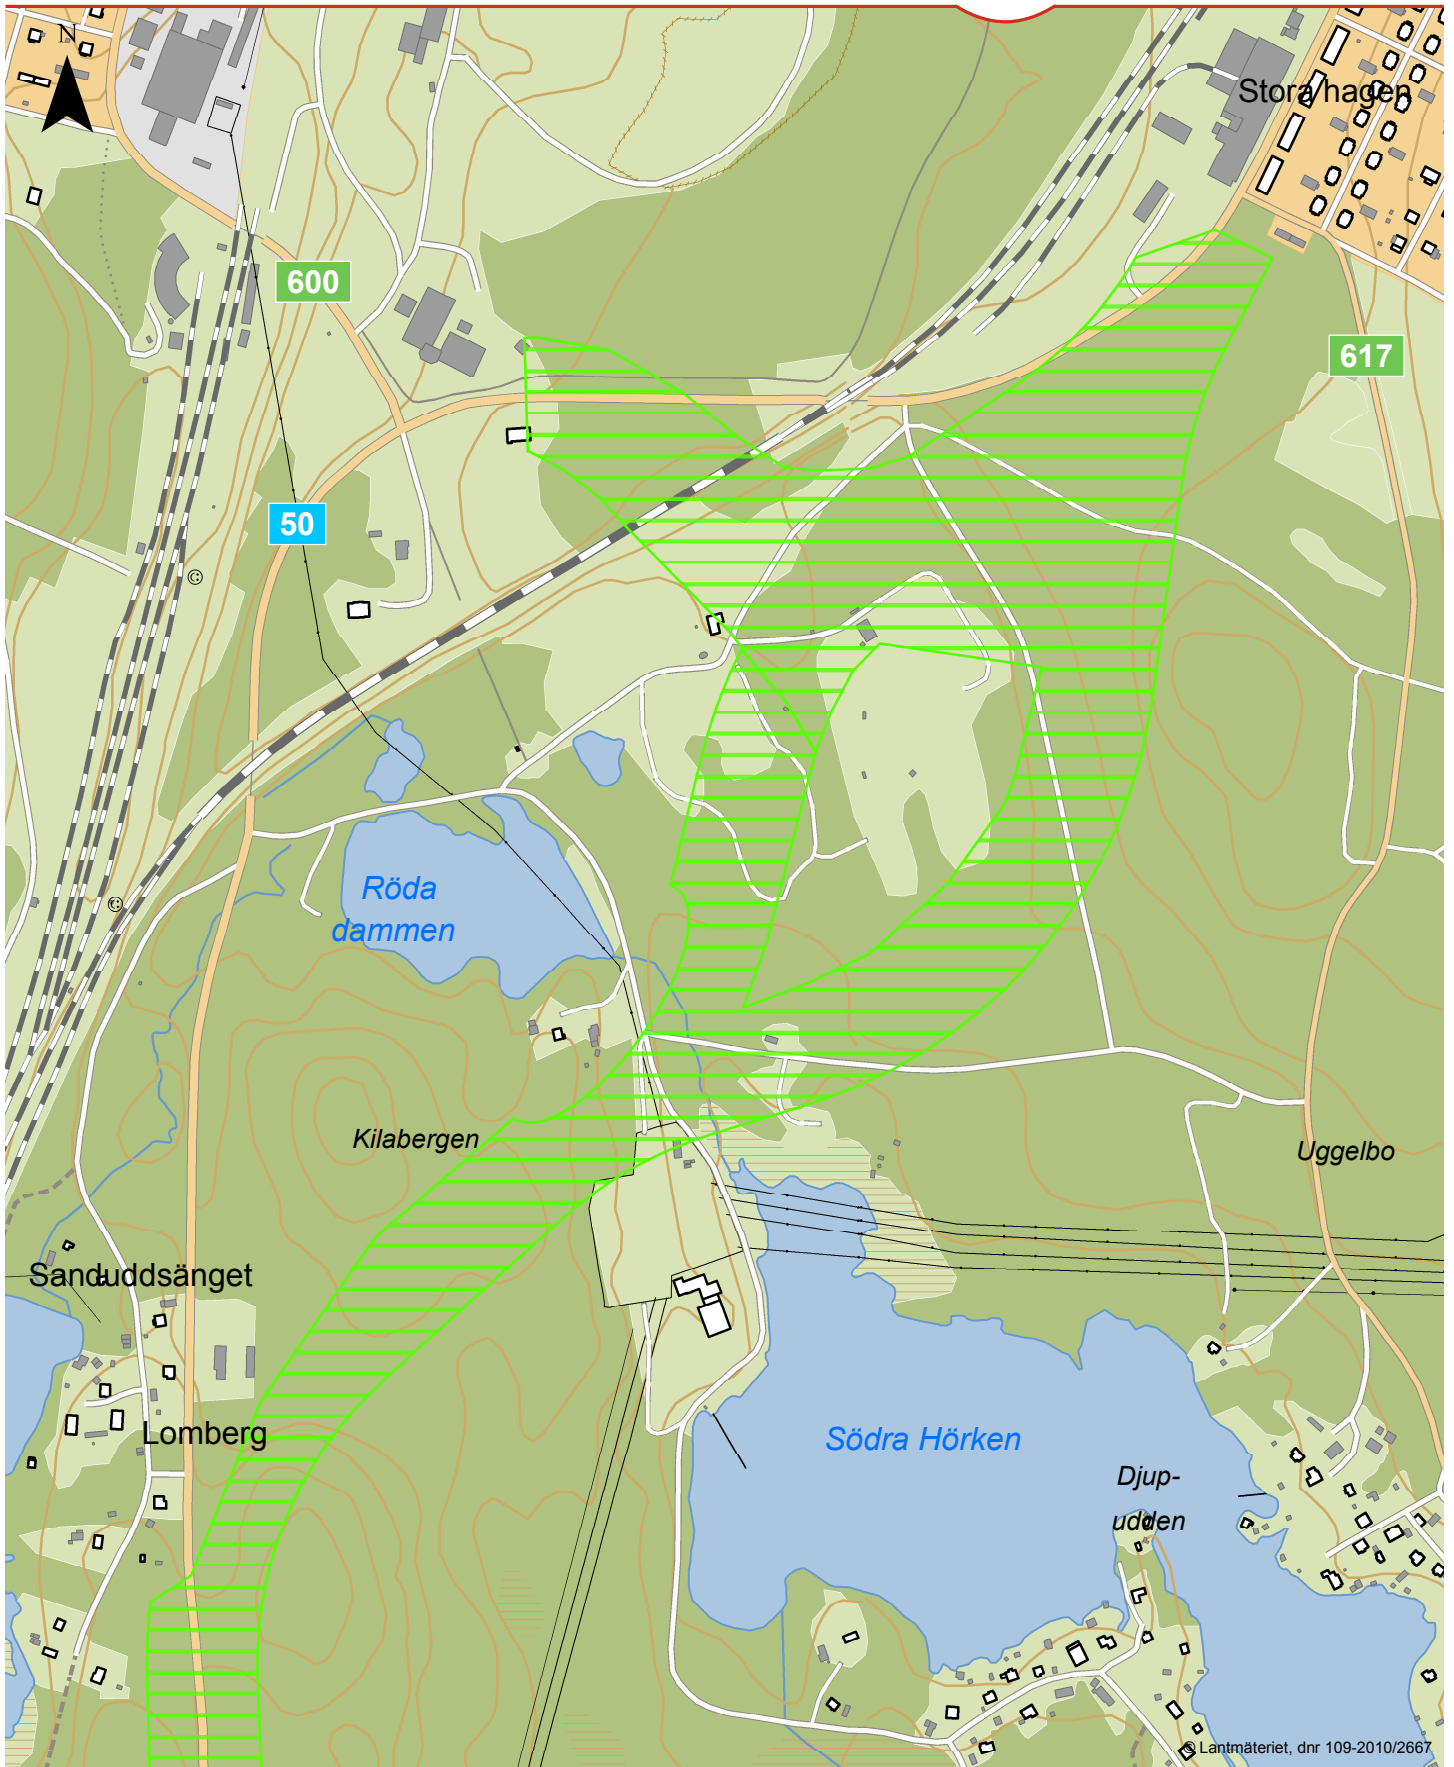 N
Stora hagen
600
617
50
Röda
dammen
Kilabergen
Uggelbo
Sanduddsänget
Lomberg
Södra Hörken
Djup-
udden
© Lantmäteriet, dnr 109-2010/2667